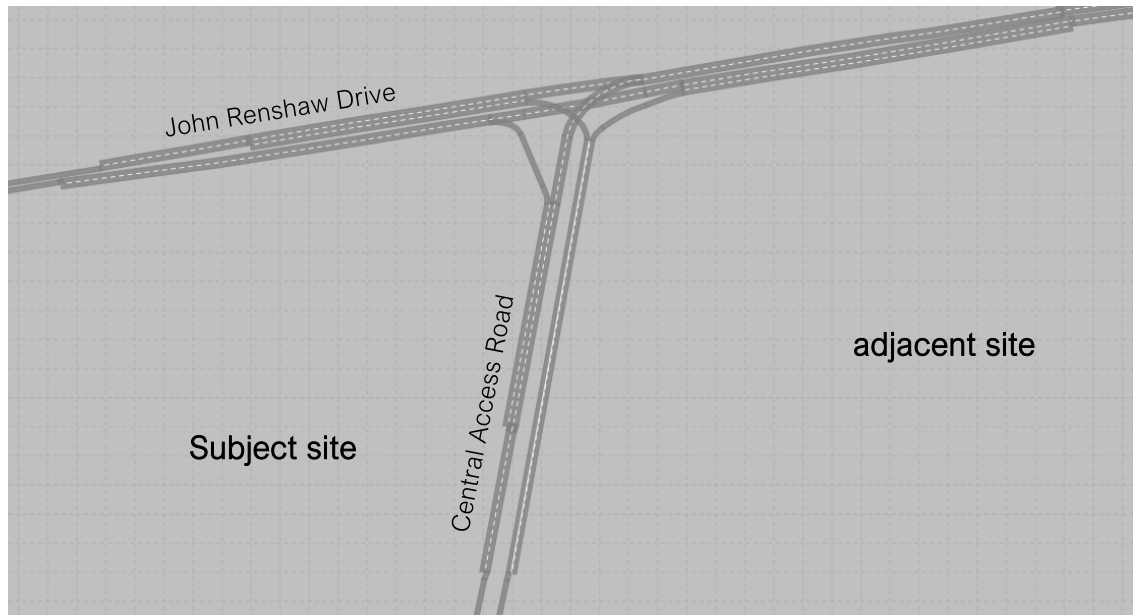 John Renshaw Drive
Central Access Road
adjacent site
Subject site